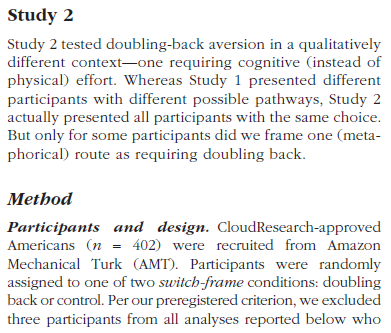 Study 2
Study 2 tested doubling-back aversion in a qualitatively
different context—one requiring cognitive (instead of
physical) effort. Whereas Study 1 presented different
participants with different possible pathways, Study 2
actually presented all participants with the same choice.
But only for some participants did we frame one (meta-
phorical) route as requiring doubling back.
Method
Participants and design. CloudResearch-approved
Americans (n = 402) were recruited from Amazon
Mechanical Turk (AMT). Participants were randomly
assigned to one of two switch-frame conditions: doubling
back or control. Per our preregistered criterion, we excluded
three participants from all analyses reported below who